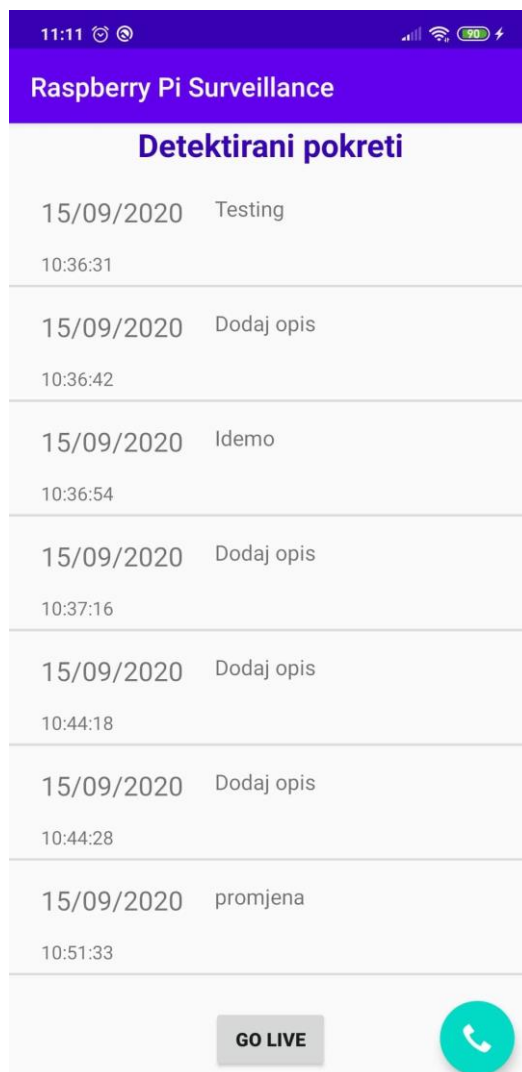 11:11 90
Raspberry Pi Surveillance
Detektirani pokreti
15/09/2020 Testing
10:36:31
15/09/2020 Dodaj opis
10:36:42
15/09/2020 Idemo
10:36:54
15/09/2020 Dodaj opis
10:37:16
15/09/2020 Dodaj opis
10:44:18
15/09/2020 Dodaj opis
10:44:28
15/09/2020 promjena
10:51:33
GO LIVE